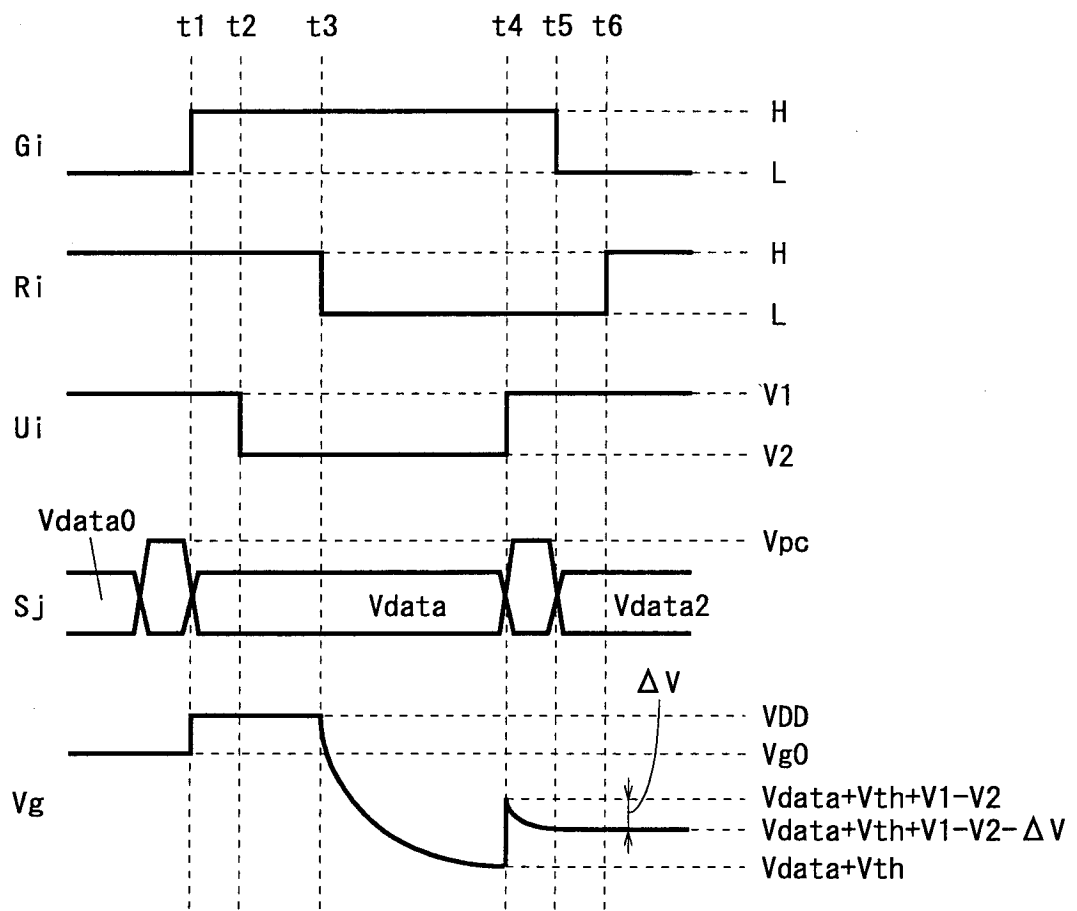 t1 t2 t3 t4 t5 t6
Gi
H
L
Ri
H
L
Ui
V1
V2
Vdata0
Sj
Vpc
Vdata
Vdata2
ΔV
Vg
VDD
Vg0
Vdata+Vth+V1-V2
Vdata+Vth+V1-V2-ΔV
Vdata+Vth